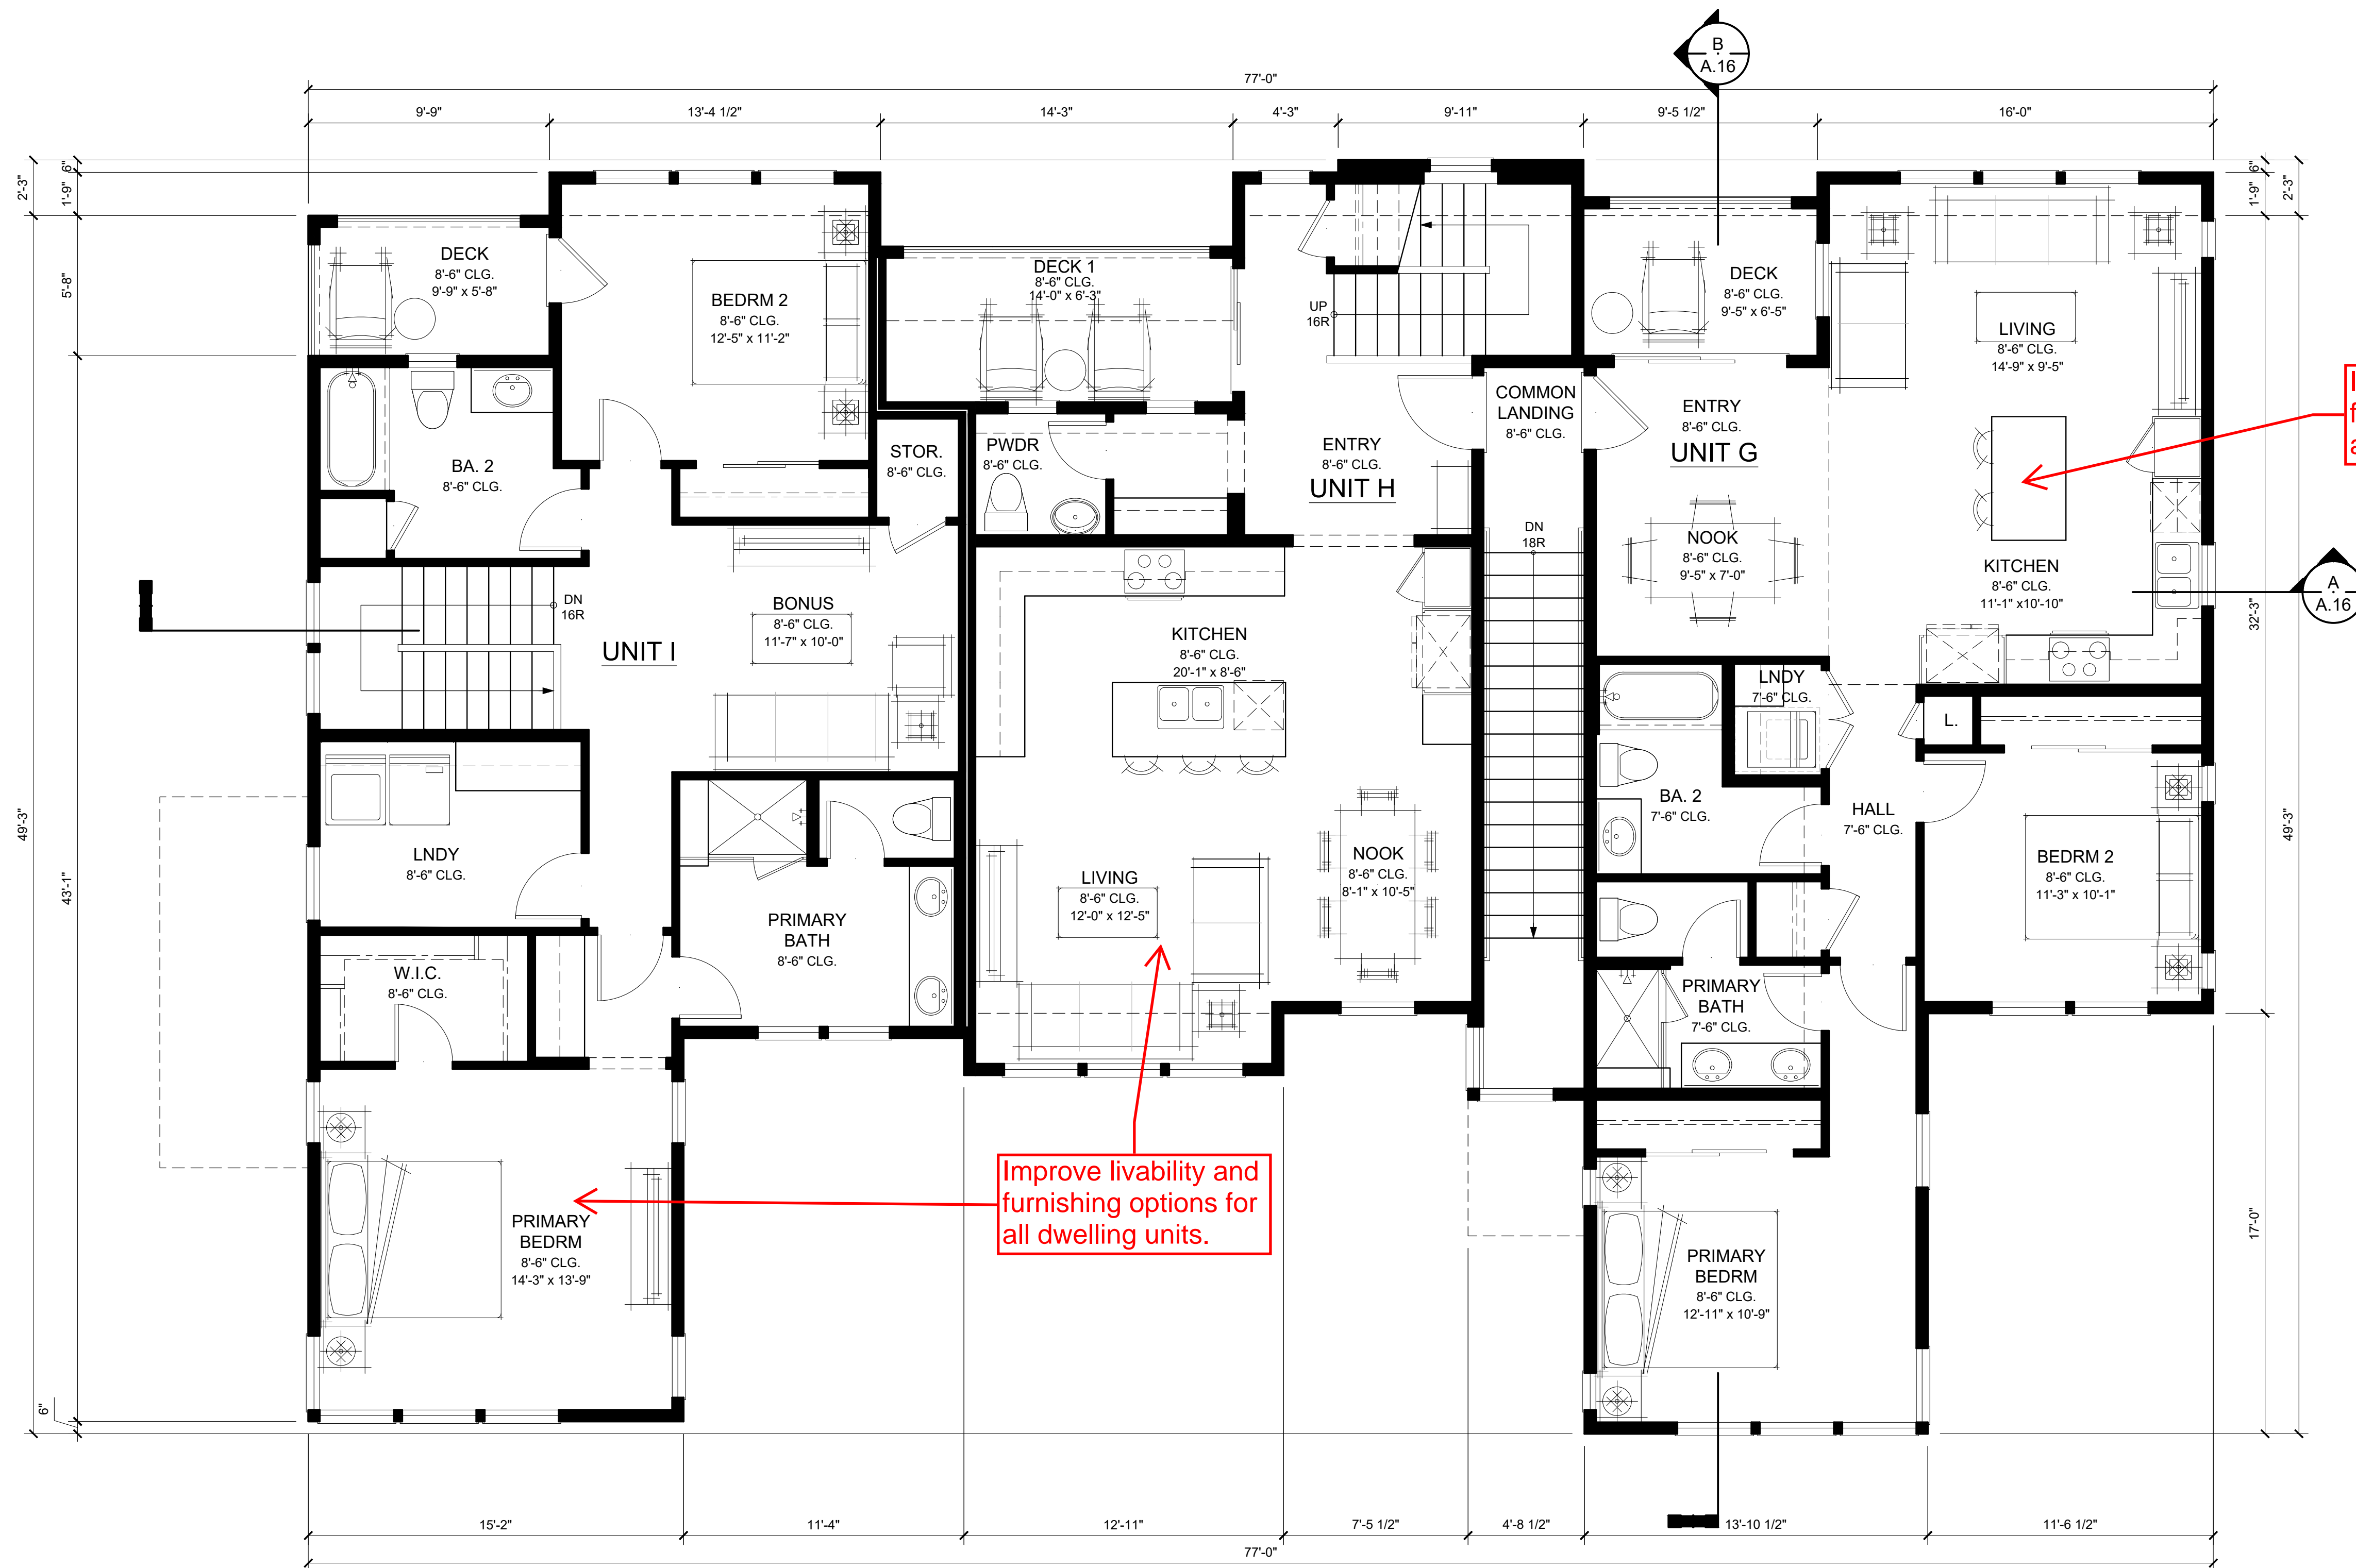 B
A.16
77'-0"
9'-9"
13'-4 1/2"
14'-3"
4'-3"
9'-11"
9'-5 1/2"
16'-0"
2'-3"
1'-9"
6"
5'-8"
49'-3"
43'-1"
6"
6"
1'-9"
2'-3"
32'-3"
49'-3"
17'-0"
DECK
8'-6" CLG.
9'-9" x 5'-8"
BEDRM 2
8'-6" CLG.
12'-5" x 11'-2"
DECK 1
8'-6" CLG.
14'-0" x 6'-3"
UP
16R
DECK
8'-6" CLG.
9'-5" x 6'-5"
LIVING
8'-6" CLG.
14'-9" x 9'-5"
BA. 2
8'-6" CLG.
STOR.
8'-6" CLG.
PWDR
8'-6" CLG.
ENTRY
8'-6" CLG.
UNIT H
COMMON
LANDING
8'-6" CLG.
ENTRY
8'-6" CLG.
UNIT G
DN
18R
NOOK
8'-6" CLG.
9'-5" x 7'-0"
KITCHEN
8'-6" CLG.
11'-1" x10'-10"
A
A.16
DN
16R
UNIT I
BONUS
8'-6" CLG.
11'-7" x 10'-0"
KITCHEN
8'-6" CLG.
20'-1" x 8'-6"
LNDY
7'-6" CLG.
L.
LNDY
8'-6" CLG.
PRIMARY
BATH
8'-6" CLG.
LIVING
8'-6" CLG.
12'-0" x 12'-5"
NOOK
8'-6" CLG.
8'-1" x 10'-5"
BA. 2
7'-6" CLG.
HALL
7'-6" CLG.
BEDRM 2
8'-6" CLG.
11'-3" x 10'-1"
W.I.C.
8'-6" CLG.
PRIMARY
BATH
7'-6" CLG.
PRIMARY
BEDRM
8'-6" CLG.
14'-3" x 13'-9"
Improve livability and
furnishing options for
all dwelling units.
PRIMARY
BEDRM
8'-6" CLG.
12'-11" x 10'-9"
15'-2"
11'-4"
12'-11"
7'-5 1/2"
4'-8 1/2"
13'-10 1/2"
11'-6 1/2"
77'-0"